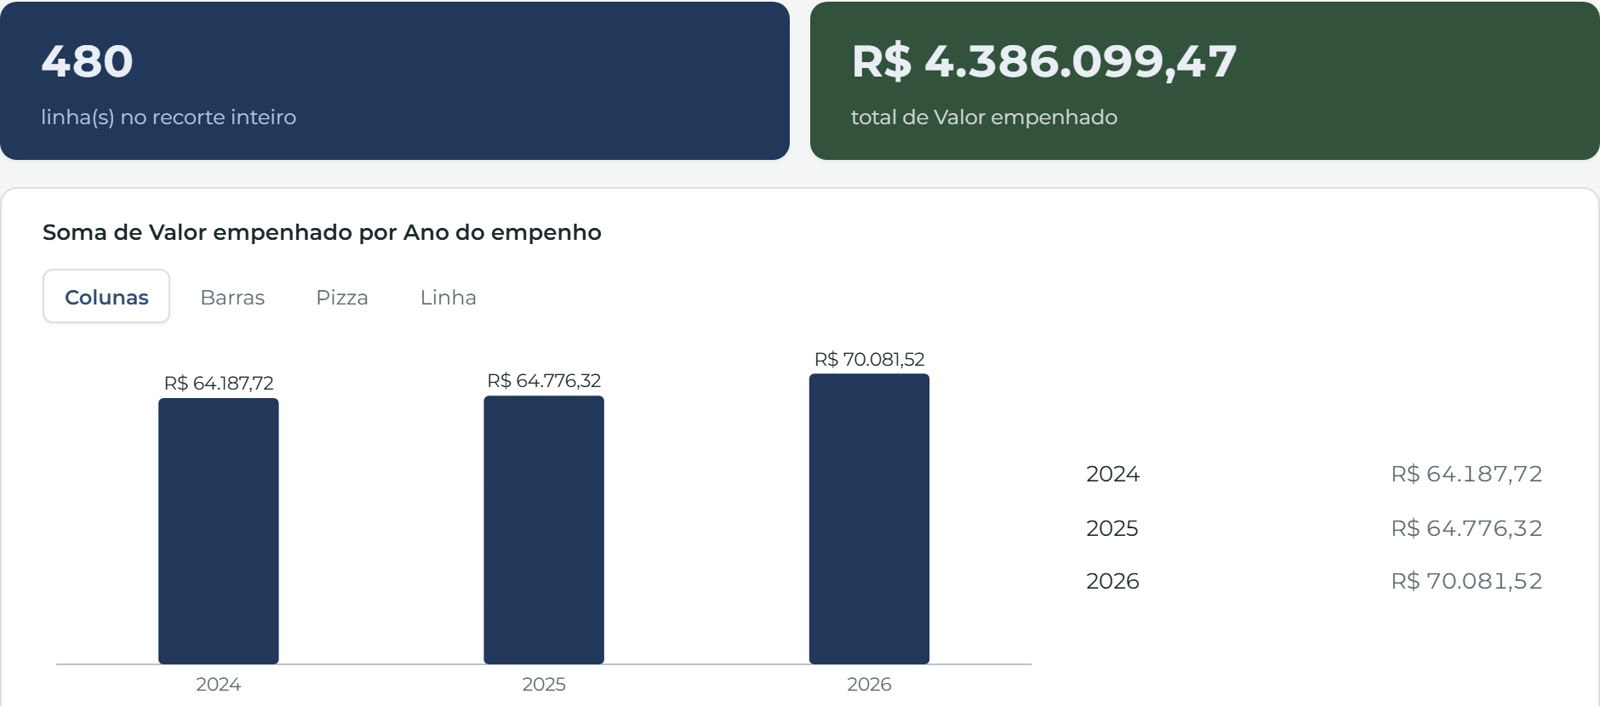 480
linha(s) no recorte inteiro
R$ 4.386.099,47
total de Valor empenhado
Soma de Valor empenhado por Ano do empenho
Colunas Barras Pizza Linha
R$ 64.187,72
R$ 64.776,32
R$ 70.081,52
2024
2025
2026
2024 R$ 64.187,72
2025 R$ 64.776,32
2026 R$ 70.081,52